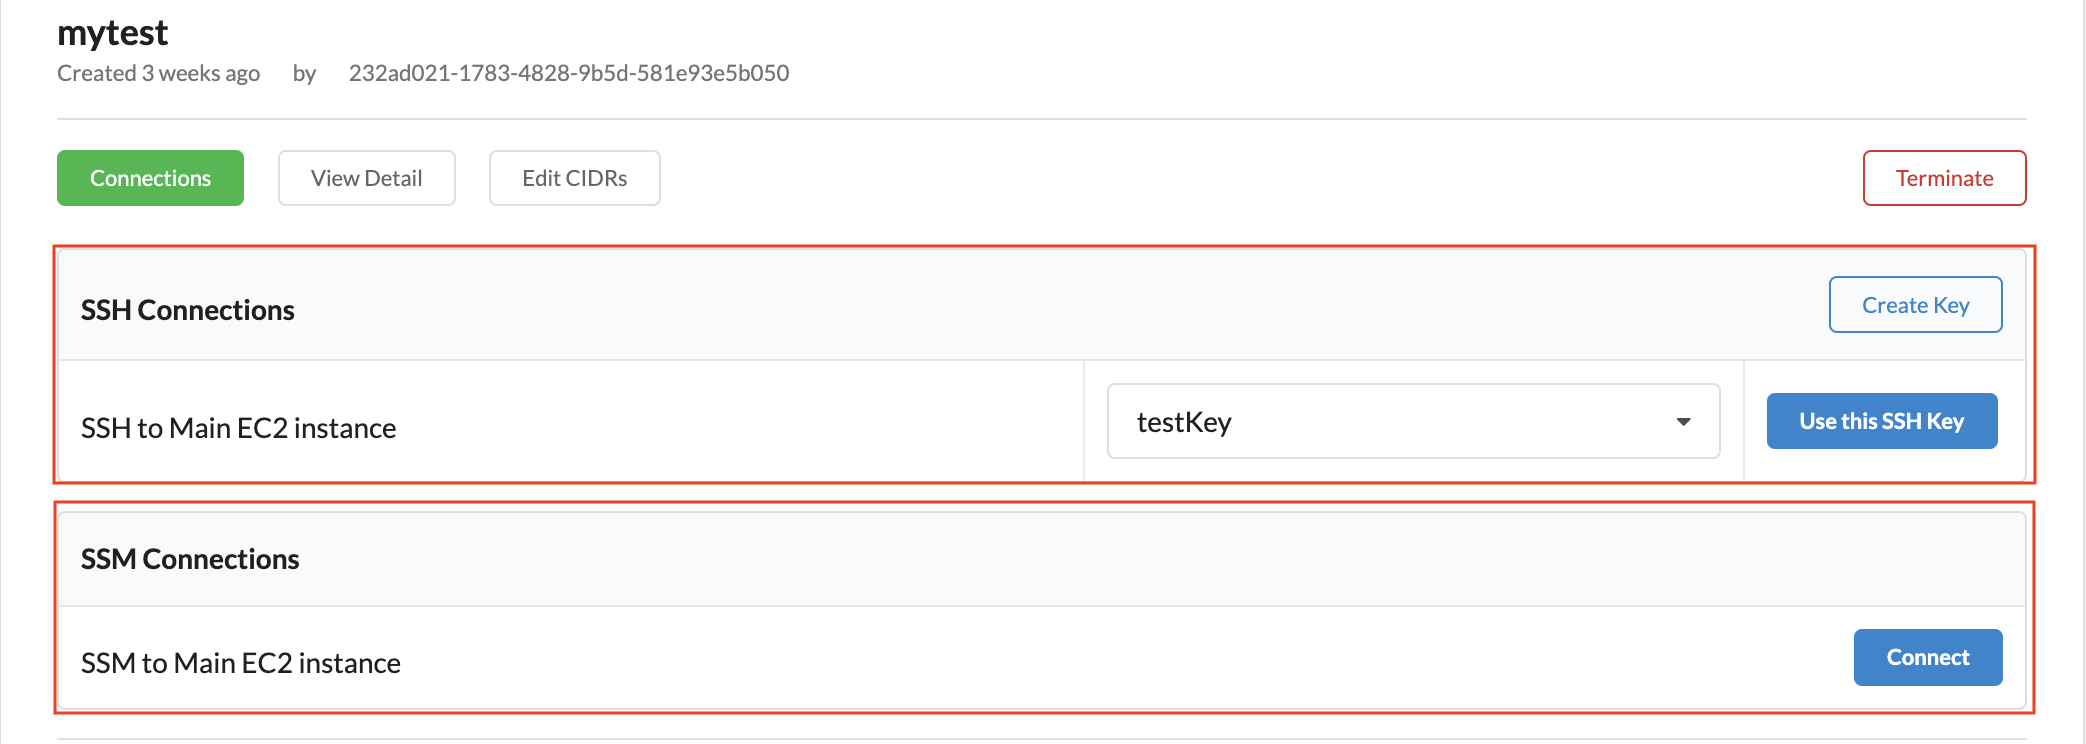 mytest
Created 3 weeks ago by 232ad021-1783-4828-9b5d-581e93e5b050
Connections View Detail Edit CIDRs Terminate
SSH Connections Create Key
SSH to Main EC2 instance testKey Use this SSH Key
SSM Connections
SSM to Main EC2 instance Connect